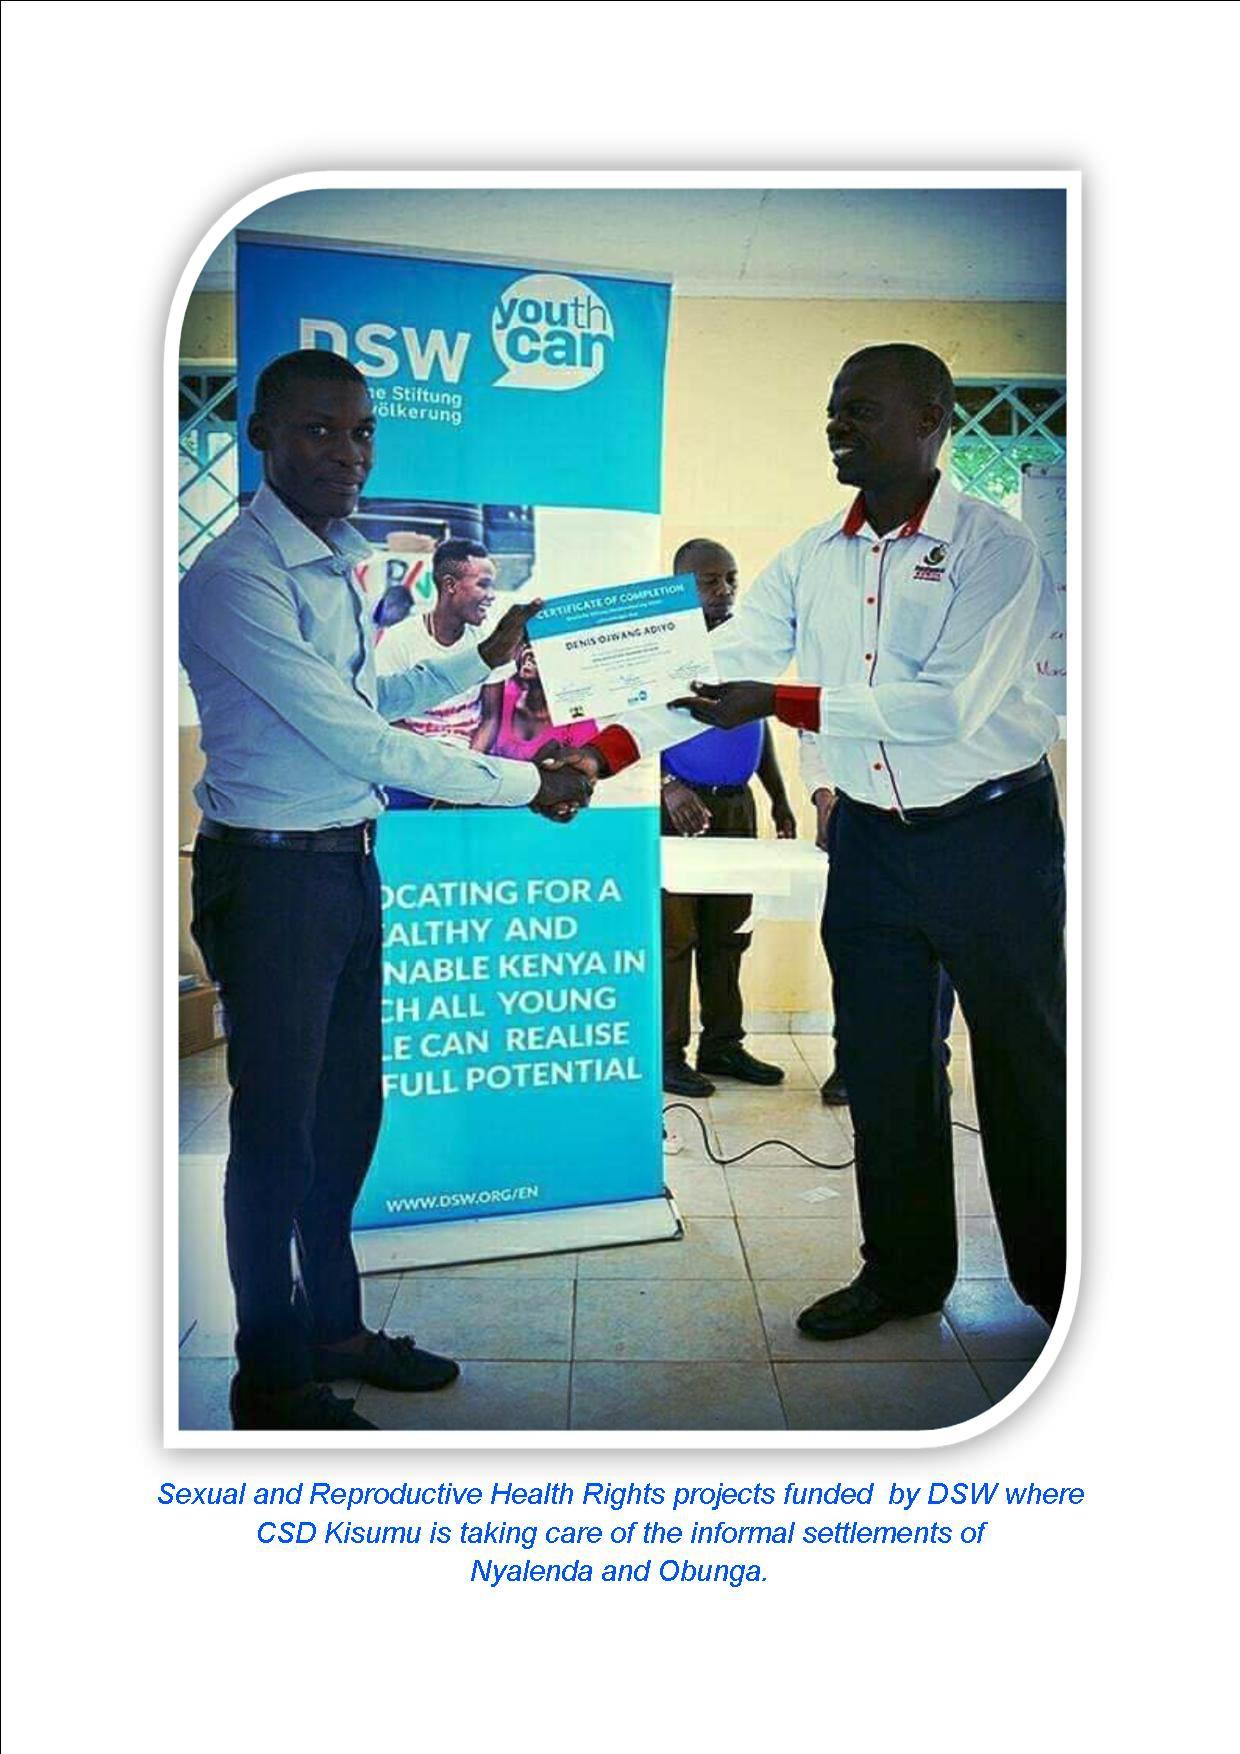 DSW
youth
can
ne Stiftung
völkerung
CERTIFICATE OF COMPLETION
DENIS OJWANG ADIYO
OCATING FOR A
EALTHY AND
NABLE KENYA IN
CH ALL YOUNG
LE CAN REALISE
FULL POTENTIAL
WWW.DSW.ORG/EN
Sexual and Reproductive Health Rights projects funded by DSW where
CSD Kisumu is taking care of the informal settlements of
Nyalenda and Obunga.